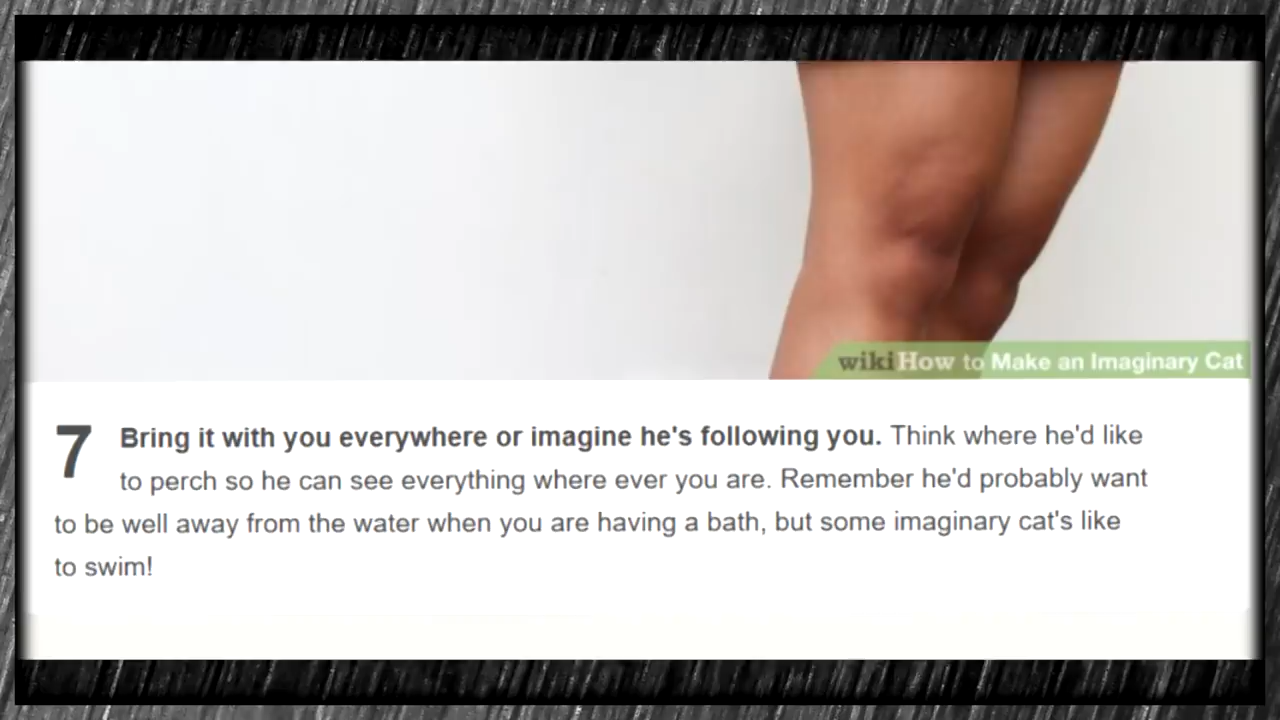 wikiHow to Make an Imaginary Cat
7 Bring it with you everywhere or imagine he's following you. Think where he'd like
to perch so he can see everything where ever you are. Remember he'd probably want
to be well away from the water when you are having a bath, but some imaginary cat's like
to swim!